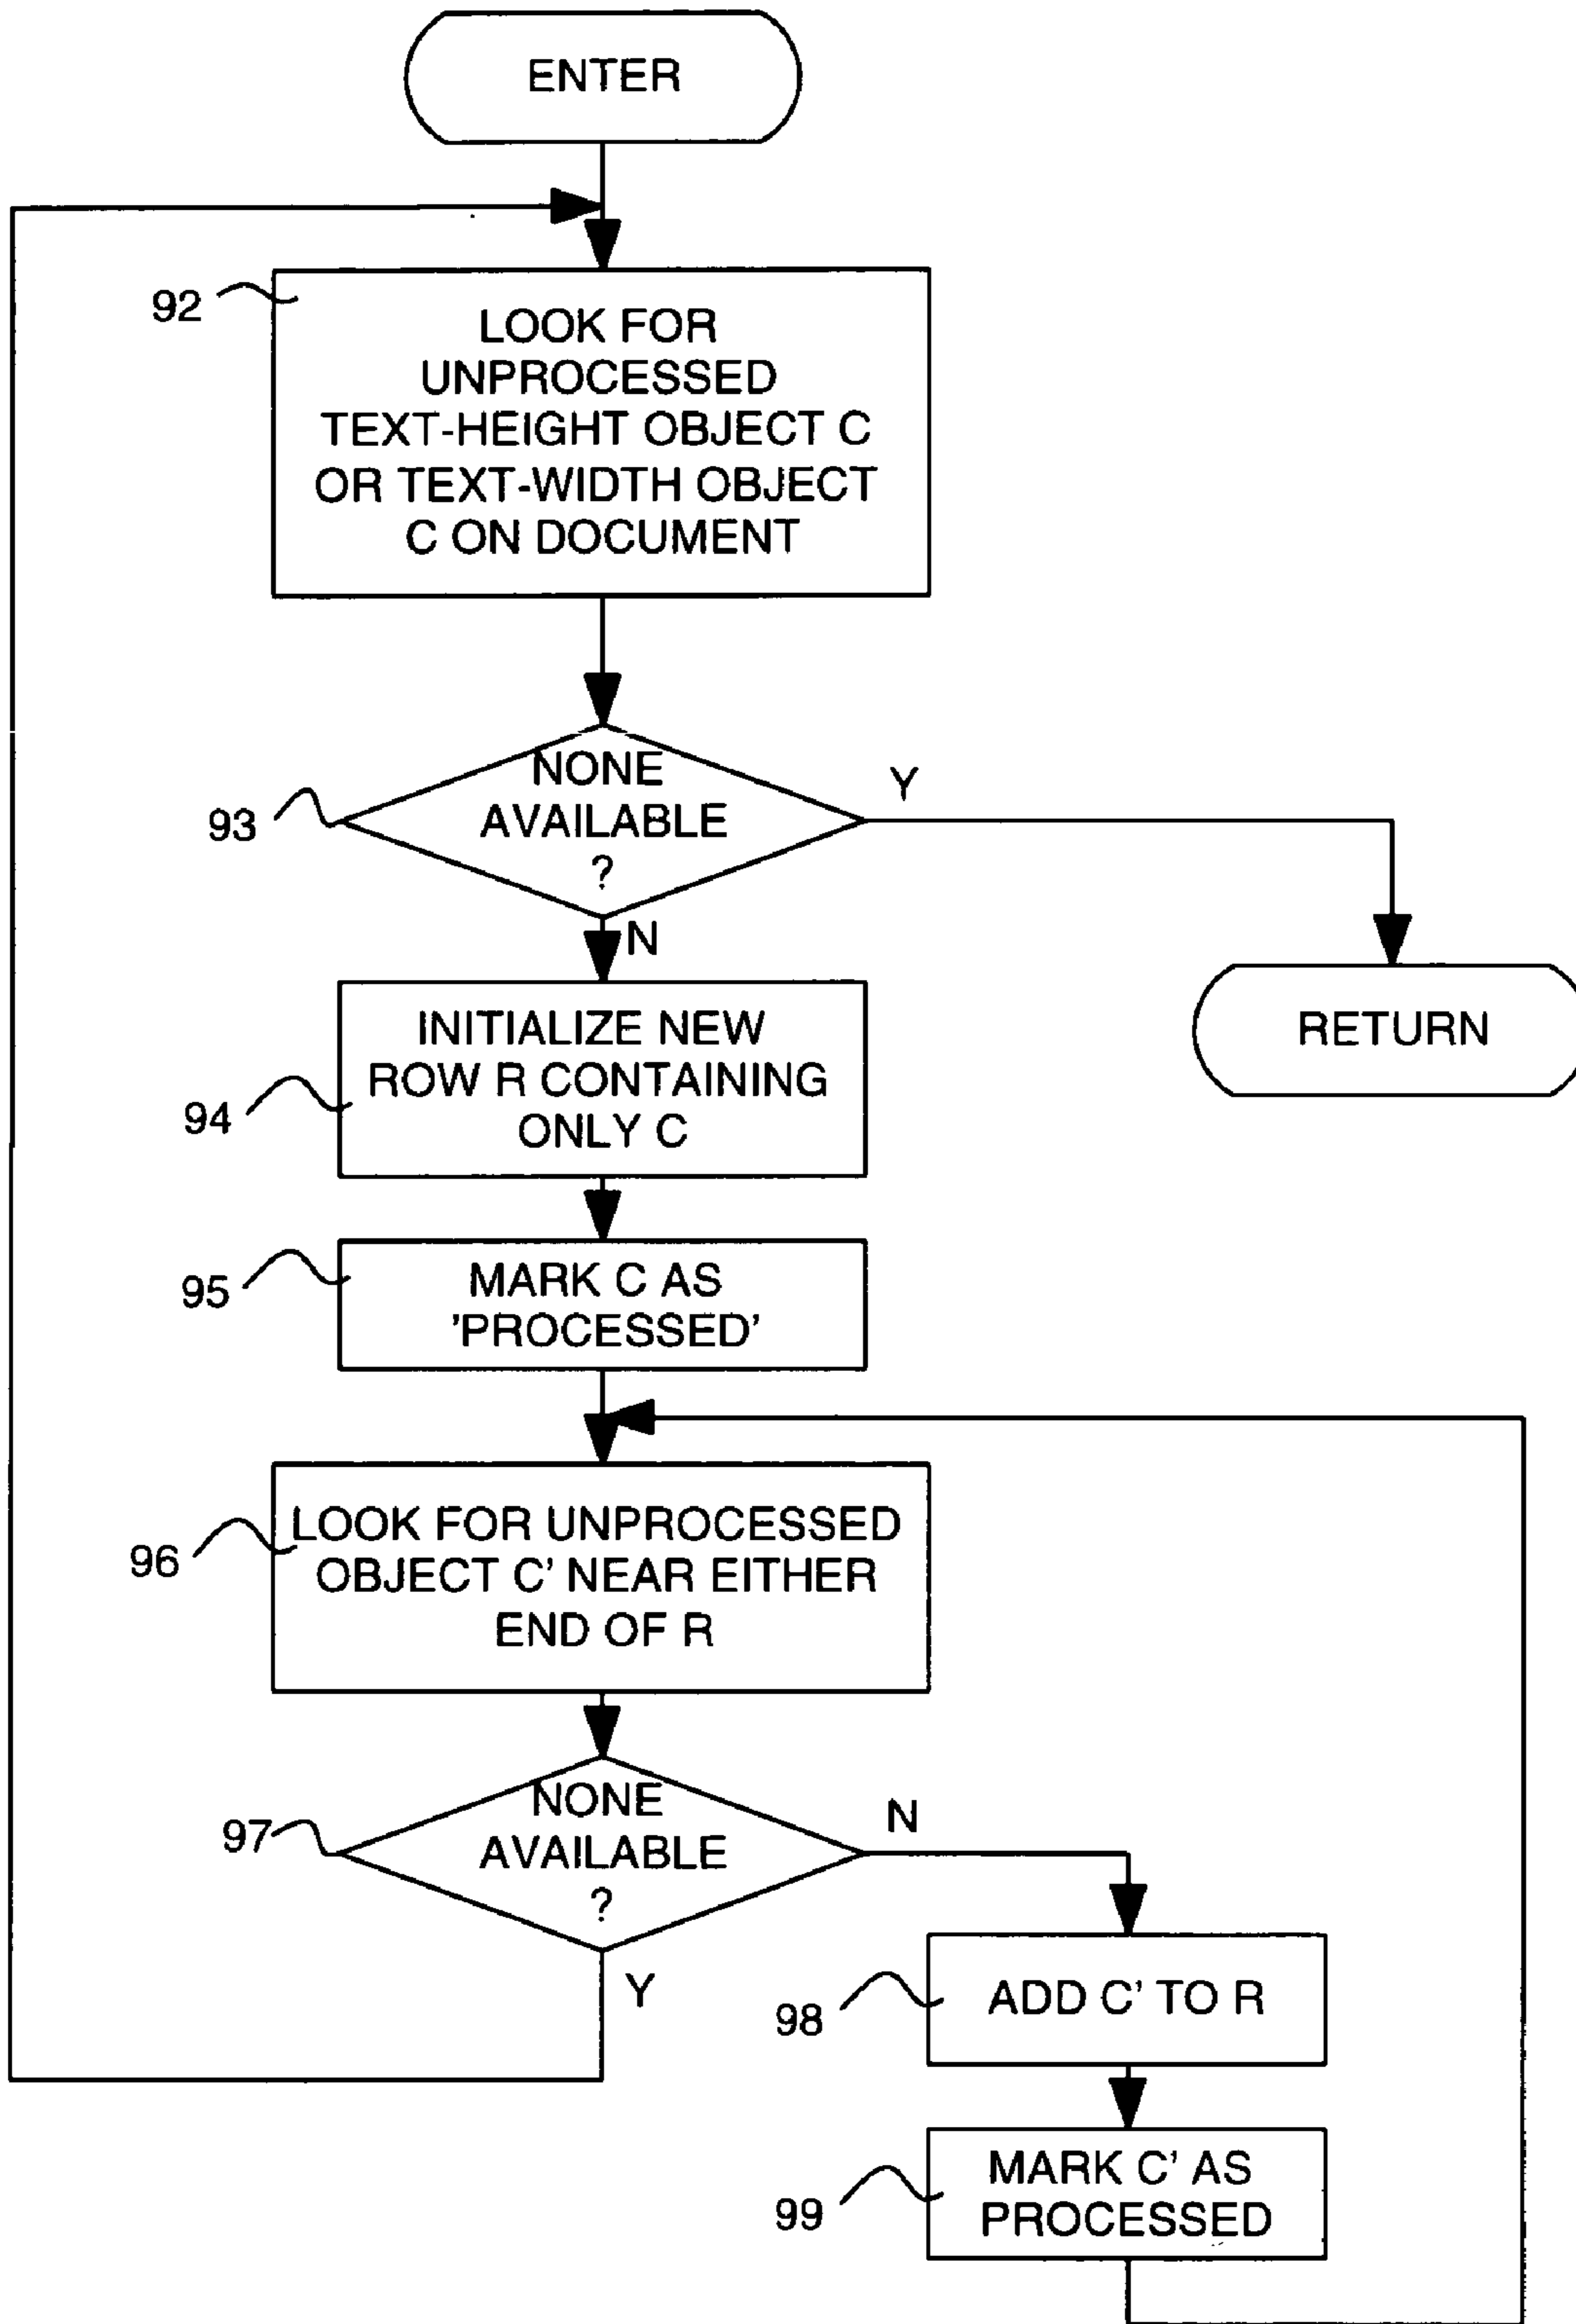 ENTER
92
LOOK FOR
UNPROCESSED
TEXT-HEIGHT OBJECT C
OR TEXT-WIDTH OBJECT
C ON DOCUMENT
93
NONE
AVAILABLE
?
Y
N
RETURN
94
INITIALIZE NEW
ROW R CONTAINING
ONLY C
95
MARK C AS
'PROCESSED'
96
LOOK FOR UNPROCESSED
OBJECT C' NEAR EITHER
END OF R
97
NONE
AVAILABLE
?
N
Y
98
ADD C' TO R
99
MARK C' AS
PROCESSED